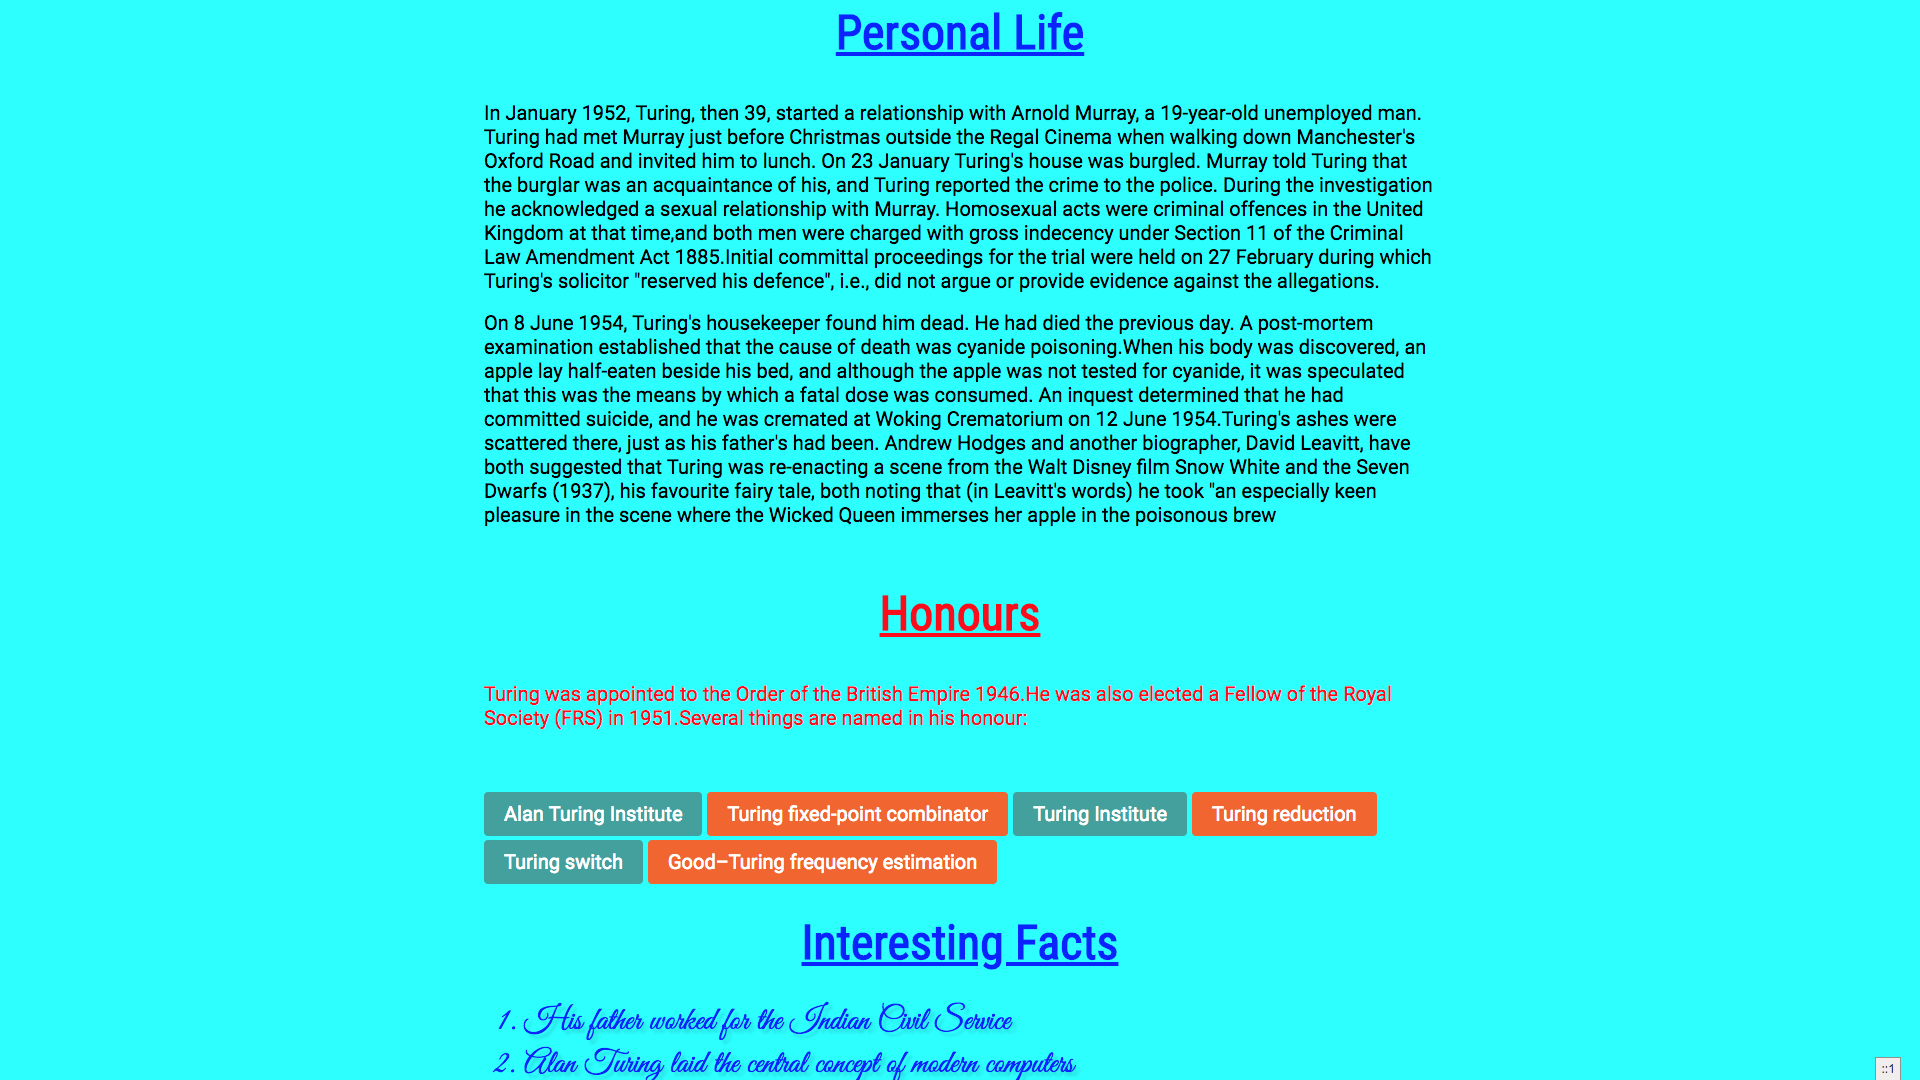 Personal Life
In January 1952, Turing, then 39, started a relationship with Arnold Murray, a 19-year-old unemployed man.
Turing had met Murray just before Christmas outside the Regal Cinema when walking down Manchester's
Oxford Road and invited him to lunch. On 23 January Turing's house was burgled. Murray told Turing that
the burglar was an acquaintance of his, and Turing reported the crime to the police. During the investigation
he acknowledged a sexual relationship with Murray. Homosexual acts were criminal offences in the United
Kingdom at that time,and both men were charged with gross indecency under Section 11 of the Criminal
Law Amendment Act 1885.Initial committal proceedings for the trial were held on 27 February during which
Turing's solicitor "reserved his defence", i.e., did not argue or provide evidence against the allegations.
On 8 June 1954, Turing's housekeeper found him dead. He had died the previous day. A post-mortem
examination established that the cause of death was cyanide poisoning.When his body was discovered, an
apple lay half-eaten beside his bed, and although the apple was not tested for cyanide, it was speculated
that this was the means by which a fatal dose was consumed. An inquest determined that he had
committed suicide, and he was cremated at Woking Crematorium on 12 June 1954.Turing's ashes were
scattered there, just as his father's had been. Andrew Hodges and another biographer, David Leavitt, have
both suggested that Turing was re-enacting a scene from the Walt Disney film Snow White and the Seven
Dwarfs (1937), his favourite fairy tale, both noting that (in Leavitt's words) he took "an especially keen
pleasure in the scene where the Wicked Queen immerses her apple in the poisonous brew
Honours
Turing was appointed to the Order of the British Empire 1946.He was also elected a Fellow of the Royal
Society (FRS) in 1951.Several things are named in his honour:
Alan Turing Institute Turing fixed-point combinator Turing Institute Turing reduction
Turing switch Good–Turing frequency estimation
Interesting Facts
1. His father worked for the Indian Civil Service
2. Alan Turing laid the central concept of modern computers
::1